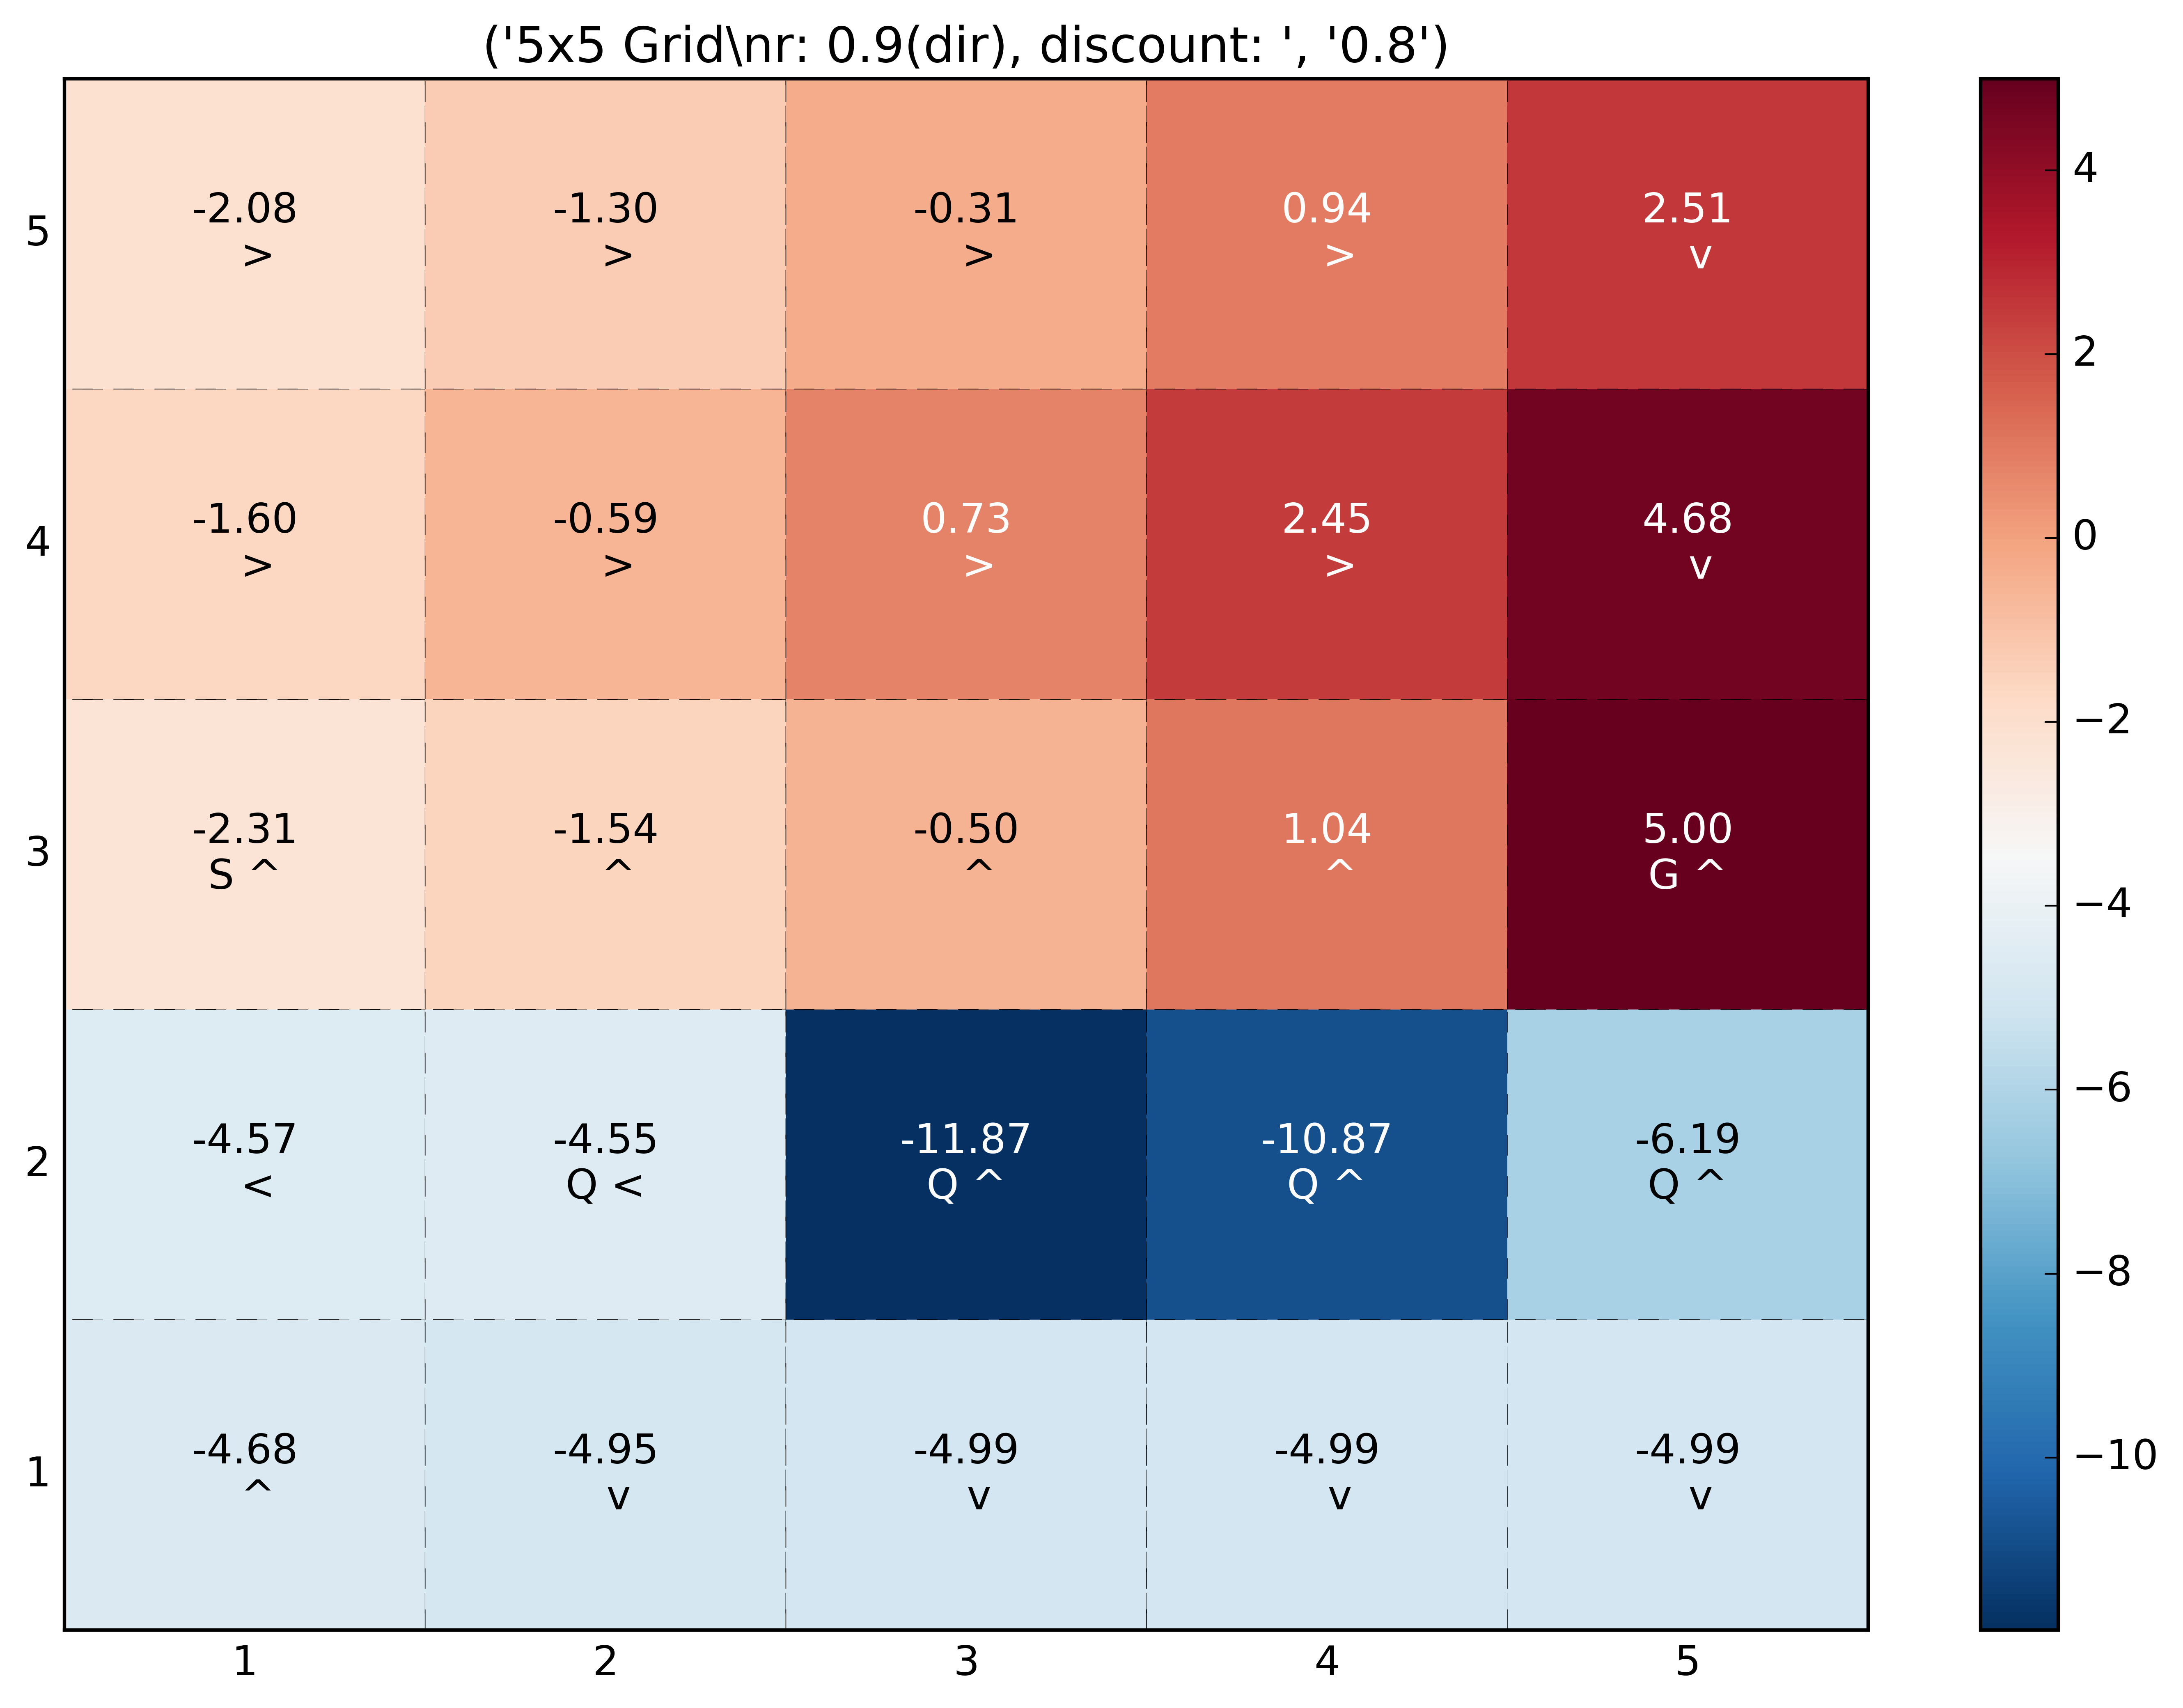 ('5x5 Grid\nr: 0.9(dir), discount: ', '0.8')
5 -2.08 -1.30 -0.31 0.94 2.51
> > > > v
4 -1.60 -0.59 0.73 2.45 4.68
> > > > v
3 -2.31 -1.54 -0.50 1.04 5.00
S ^ ^ ^ ^ G ^
2 -4.57 -4.55 -11.87 -10.87 -6.19
< Q < Q ^ Q ^ Q ^
1 -4.68 -4.95 -4.99 -4.99 -4.99
^ v v v v
1 2 3 4 5
4
2
0
−2
−4
−6
−8
−10